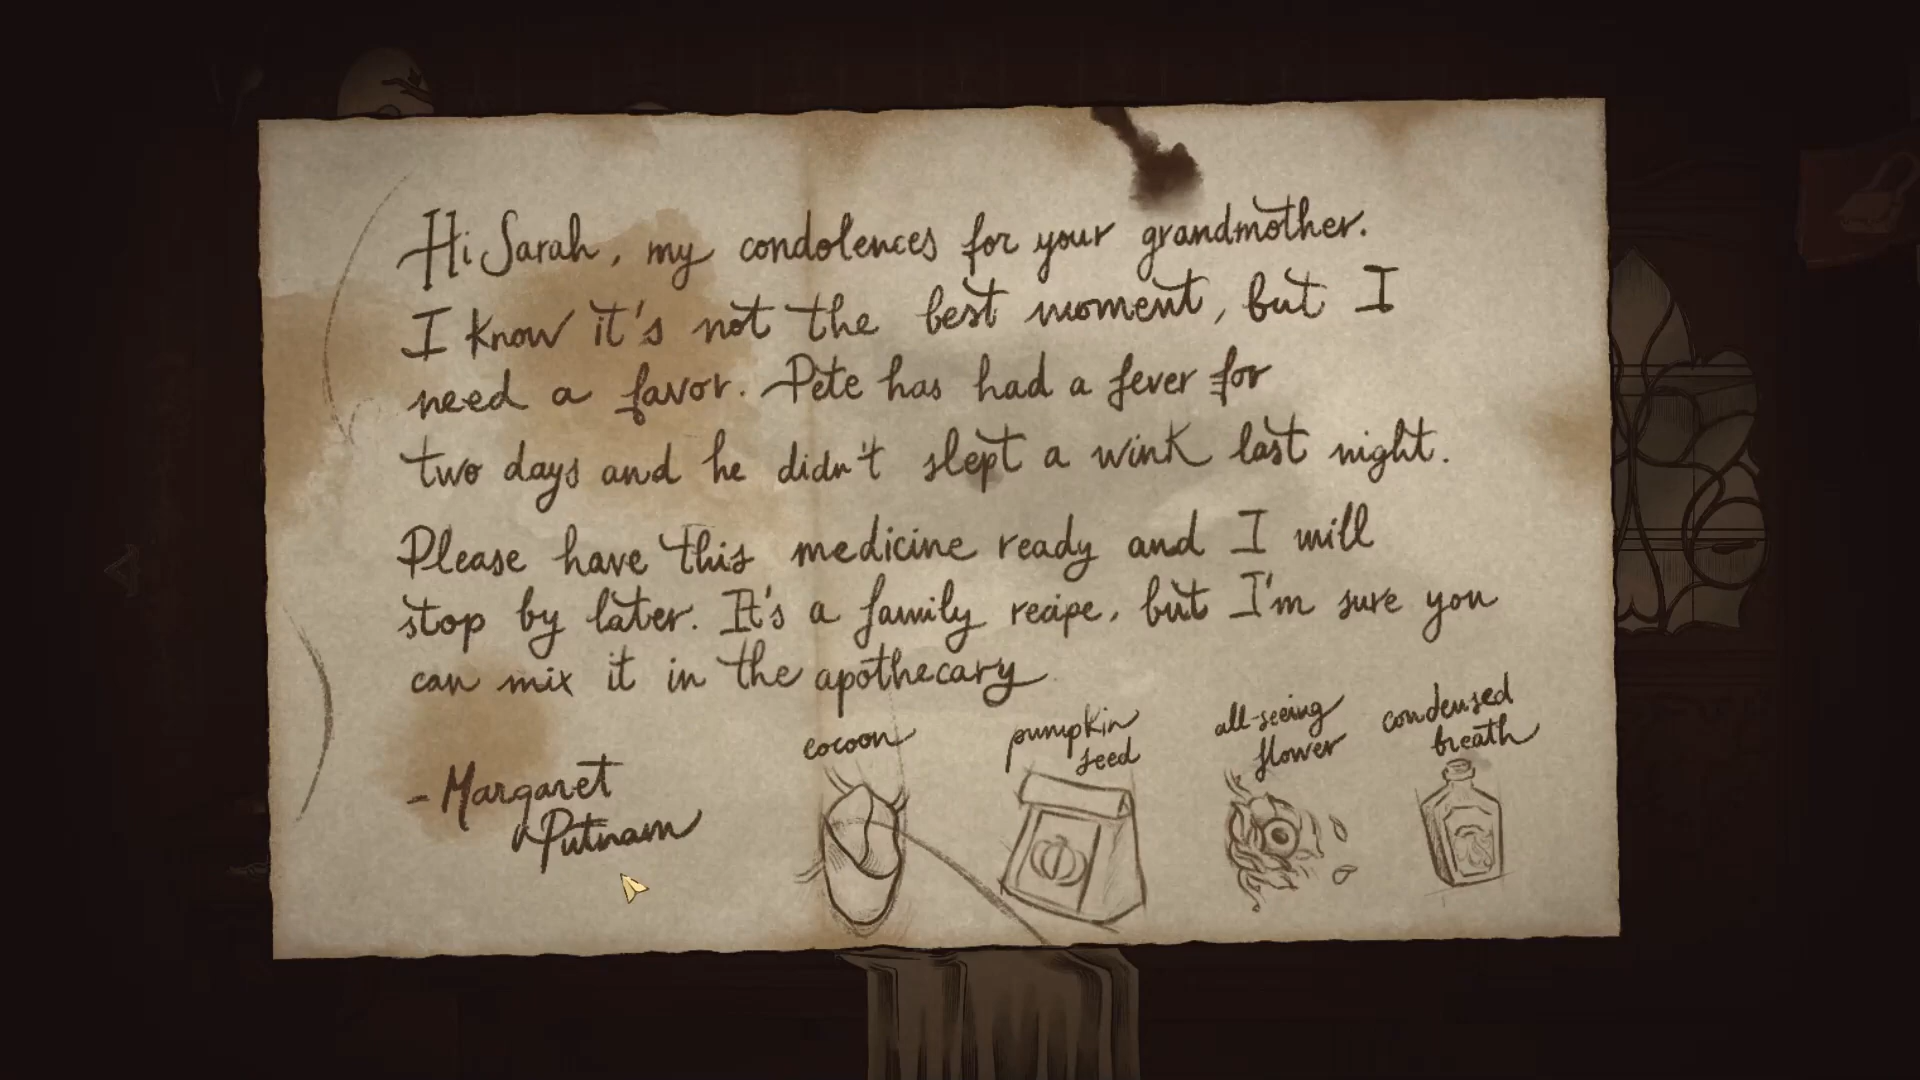 Hi Sarah, my condolences for your grandmother.
I know it's not the best moment, but I
need a favor. Pete has had a fever for
two days and he didn't slept a wink last night.
Please have this medicine ready and I will
stop by later. It's a family recipe, but I'm sure you
can mix it in the apothecary
- Margaret
Putnam
cocoon
pumpkin
seed
all-seeing
flower
condensed
breath